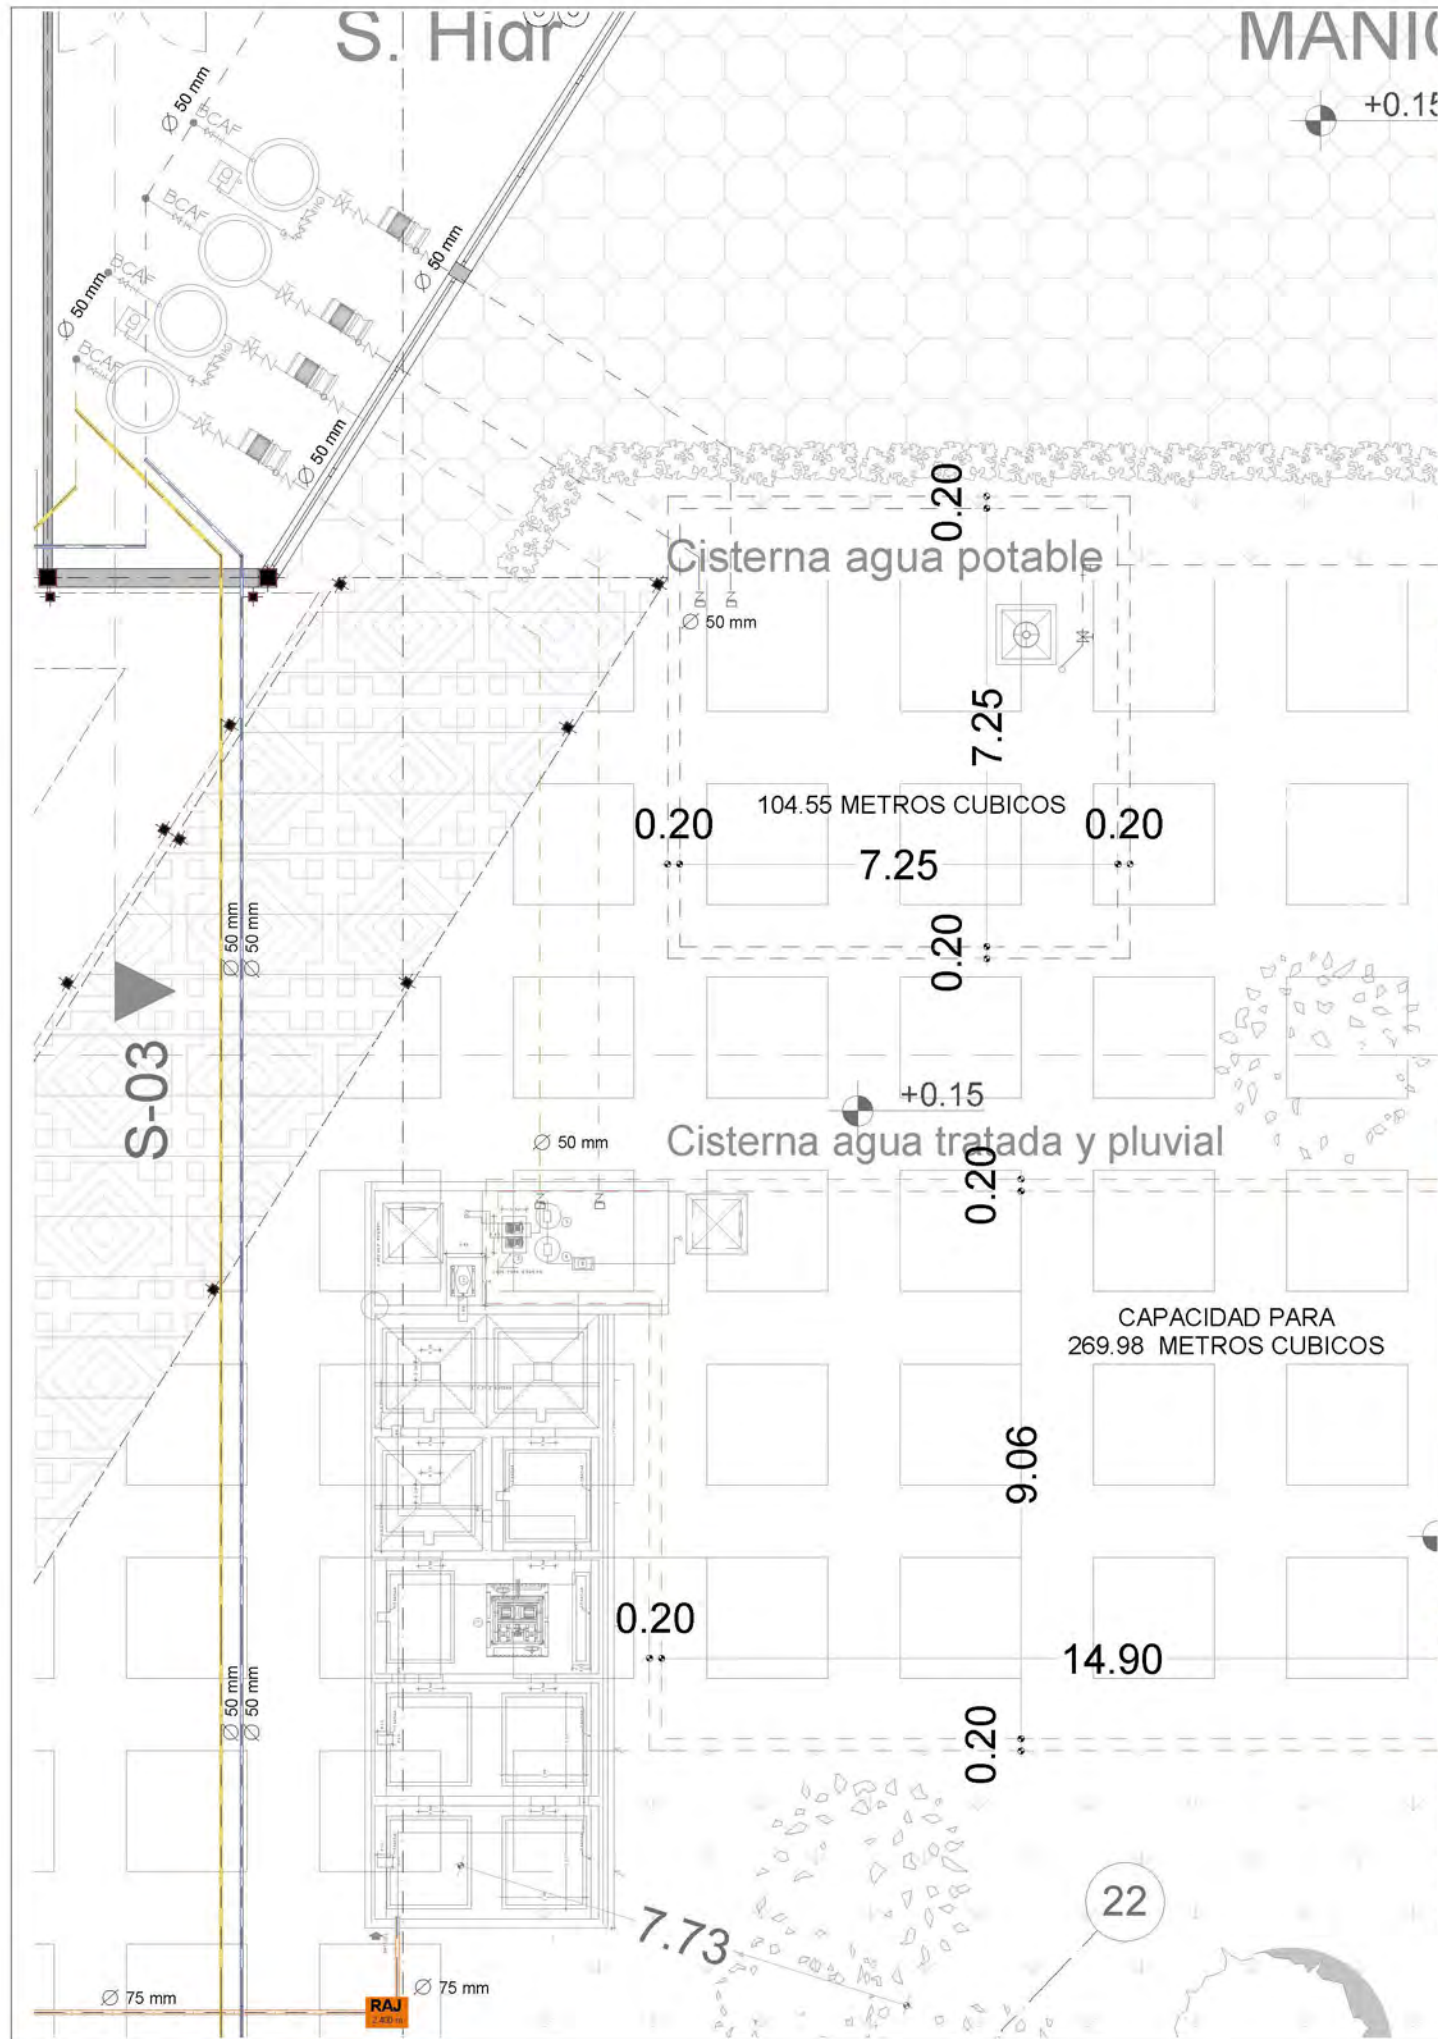 S. Hidr
MANI
+0.15
Ø 50 mm
BCAF
BCAF
Ø 50 mm
BCAF
Ø 50 mm
BCAF
Ø 50 mm
0.20
Cisterna agua potable
Ø 50 mm
7.25
104.55 METROS CUBICOS
0.20
0.20
7.25
Ø 50 mm
Ø 50 mm
0.20
S-03
+0.15
Ø 50 mm
Cisterna agua tratada y pluvial
0.20
CAPACIDAD PARA
269.98 METROS CUBICOS
9.06
0.20
14.90
Ø 50 mm
Ø 50 mm
0.20
22
7.73
Ø 75 mm
Ø 75 mm
RAJ
2.400 m